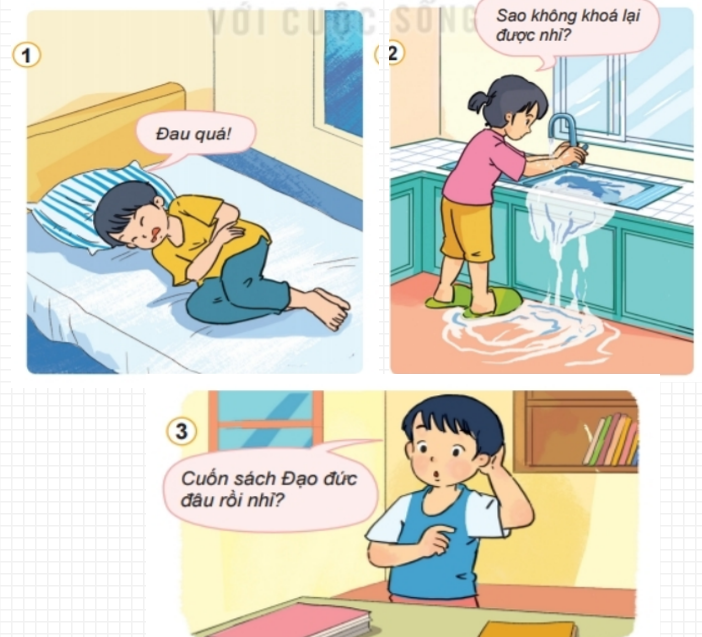 VỚI CUỘC SỐNG
1
Đau quá!
2
Sao không khoá lại
được nhỉ?
3
Cuốn sách Đạo đức
đâu rồi nhỉ?